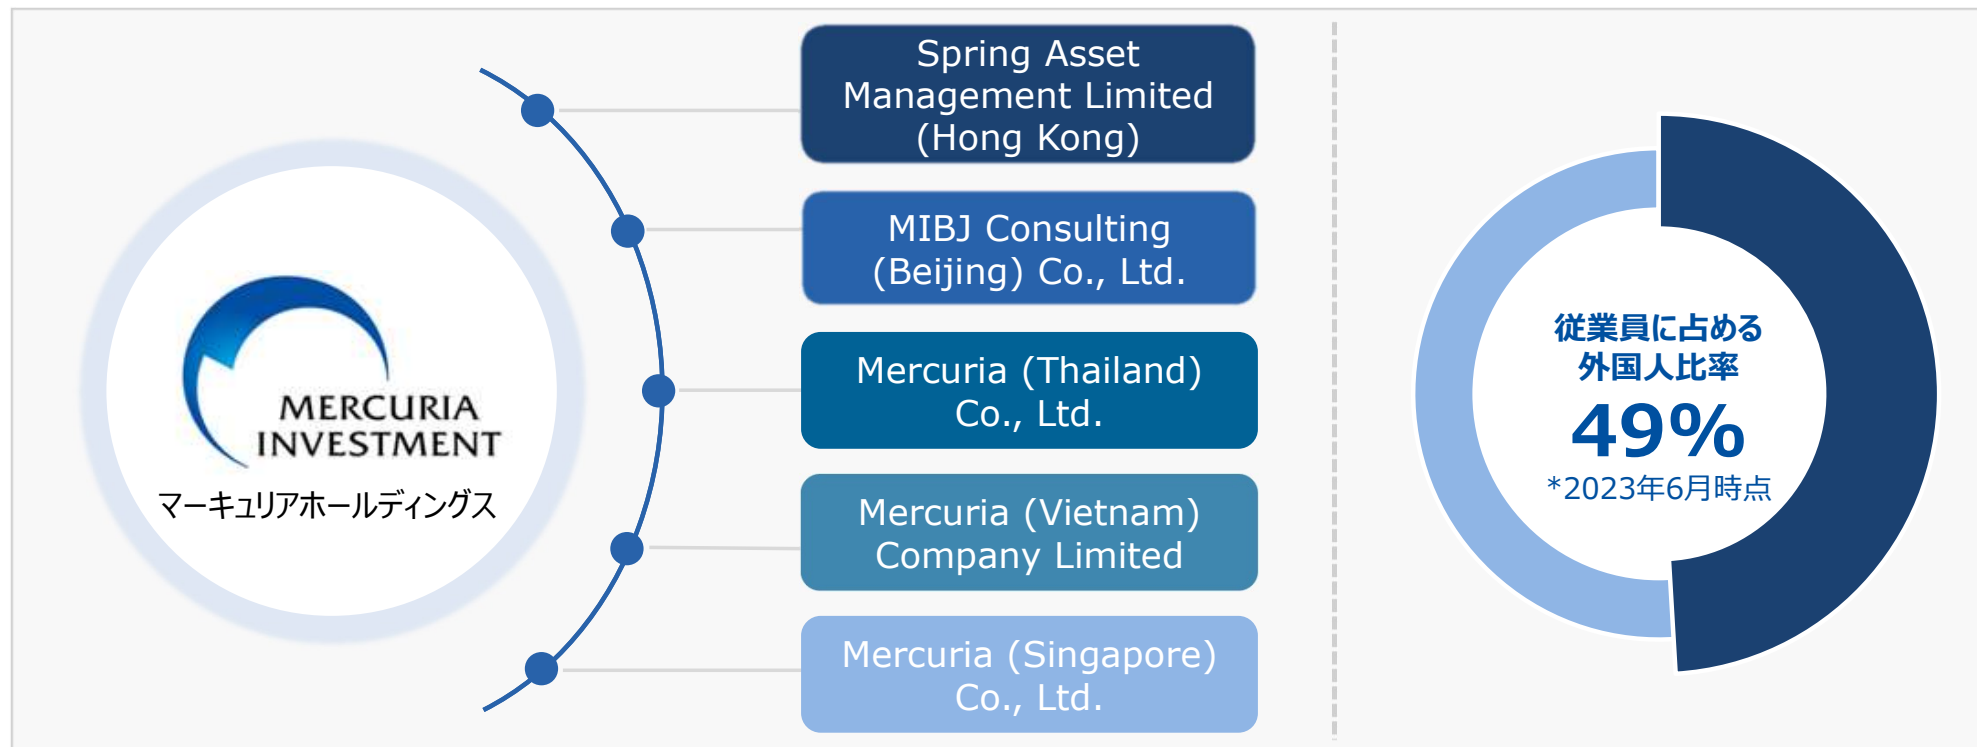 MERCURIA
INVESTMENT
マーキュリアホールディングス
Spring Asset
Management Limited
(Hong Kong)
MIBJ Consulting
(Beijing) Co., Ltd.
Mercuria (Thailand)
Co., Ltd.
Mercuria (Vietnam)
Company Limited
Mercuria (Singapore)
Co., Ltd.
従業員に占める
外国人比率
49%
*2023年6月時点